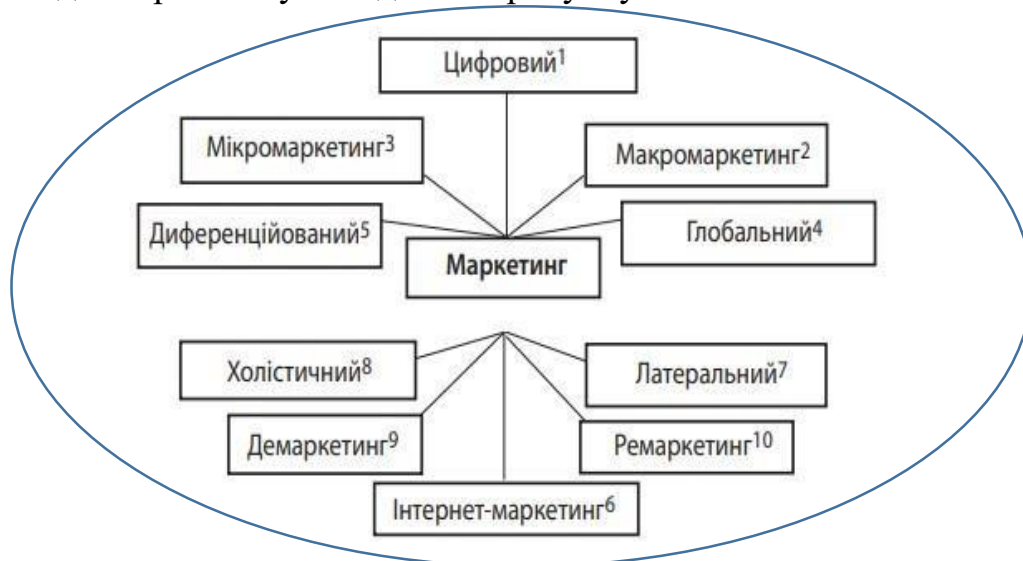 Цифровий¹
Мікромаркетинг³
Макромаркетинг²
Диференційований⁵
Глобальний⁴
Маркетинг
Холістичний⁸
Латеральний⁷
Демаркетинг⁹
Ремаркетинг¹⁰
Інтернет-маркетинг⁶